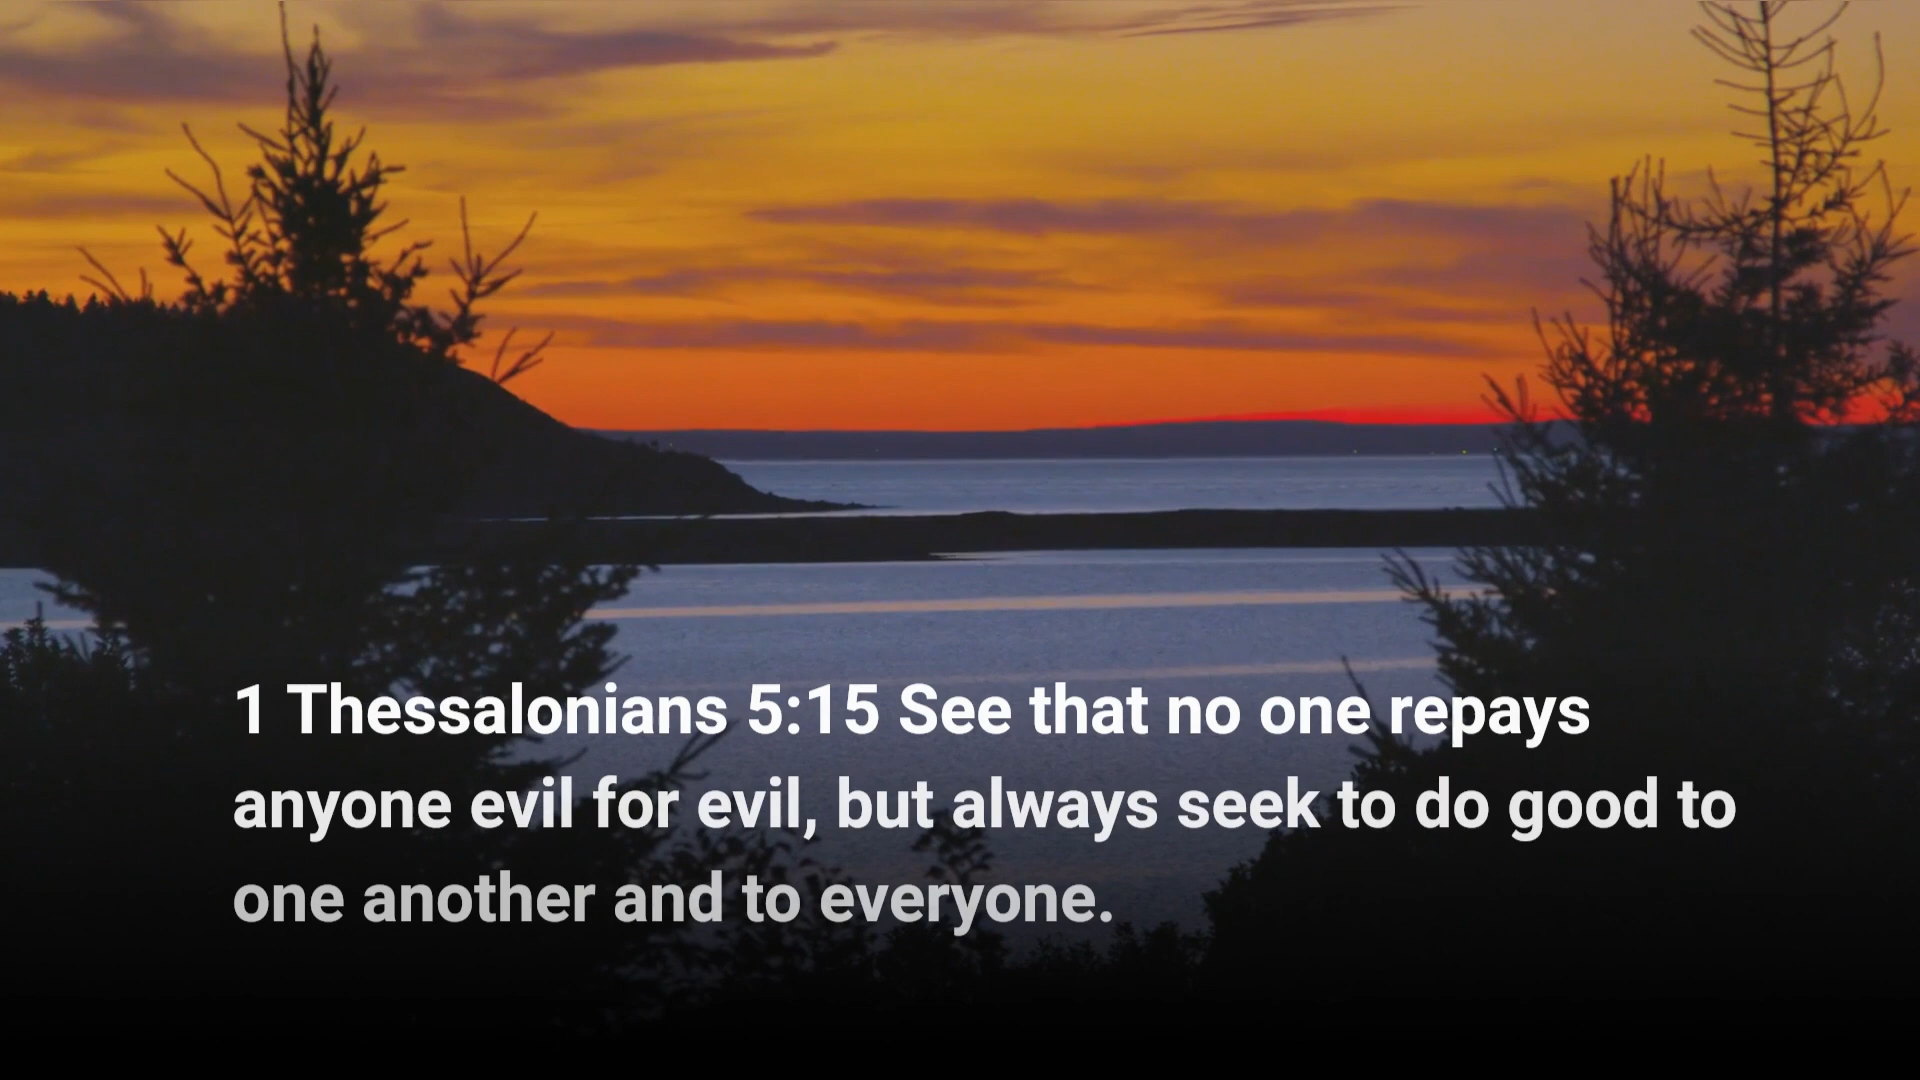 1 Thessalonians 5:15 See that no one repays
anyone evil for evil, but always seek to do good to
one another and to everyone.